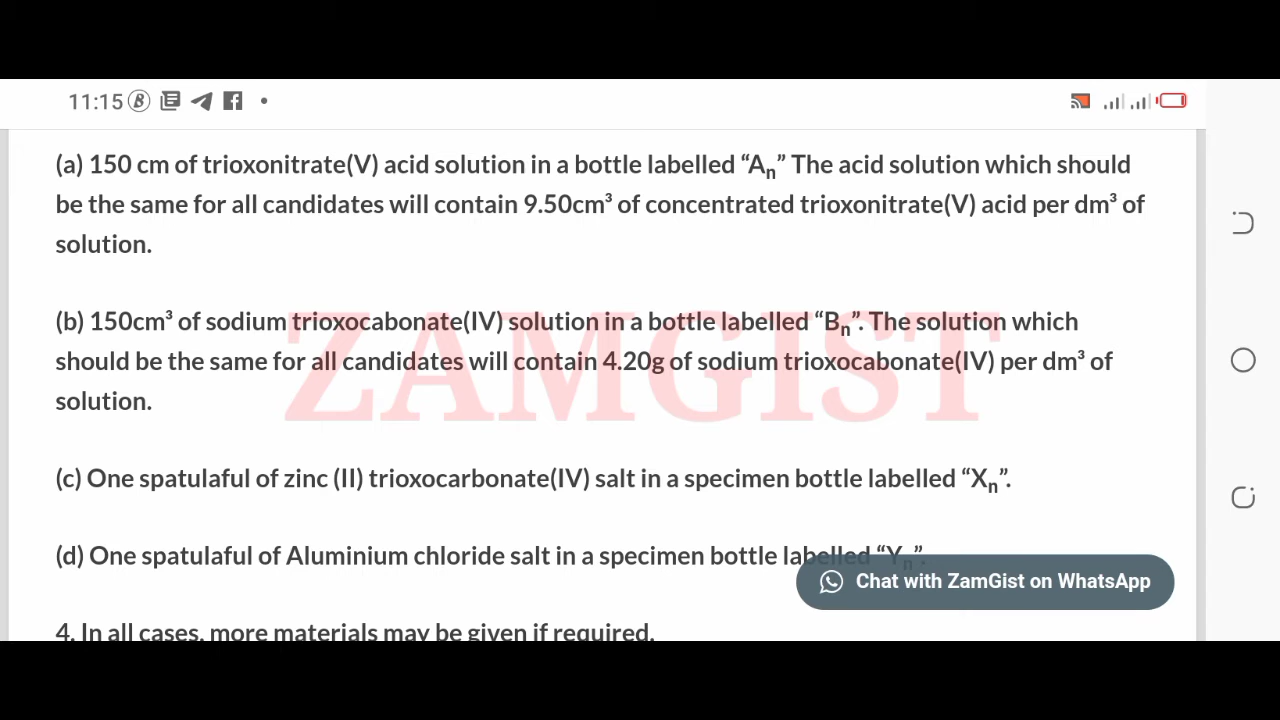 11:15
(a) 150 cm of trioxonitrate(V) acid solution in a bottle labelled “Aₙ” The acid solution which should
be the same for all candidates will contain 9.50cm³ of concentrated trioxonitrate(V) acid per dm³ of
solution.
ZAMGIST
(b) 150cm³ of sodium trioxocabonate(IV) solution in a bottle labelled “Bₙ”. The solution which
should be the same for all candidates will contain 4.20g of sodium trioxocabonate(IV) per dm³ of
solution.
(c) One spatulaful of zinc (II) trioxocarbonate(IV) salt in a specimen bottle labelled “Xₙ”.
(d) One spatulaful of Aluminium chloride salt in a specimen bottle labelled “Yₙ”.
Chat with ZamGist on WhatsApp
4. In all cases, more materials may be given if required.